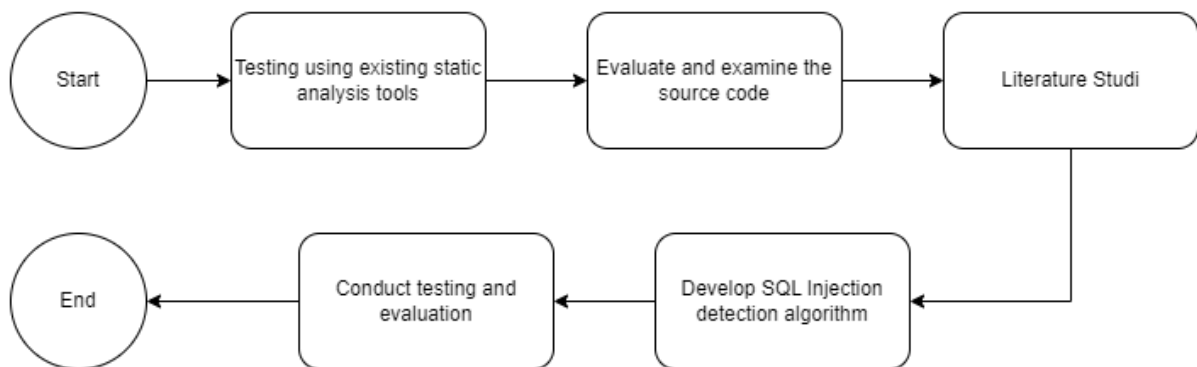 Start
Testing using existing static
analysis tools
Evaluate and examine the
source code
Literature Studi
End
Conduct testing and
evaluation
Develop SQL Injection
detection algorithm